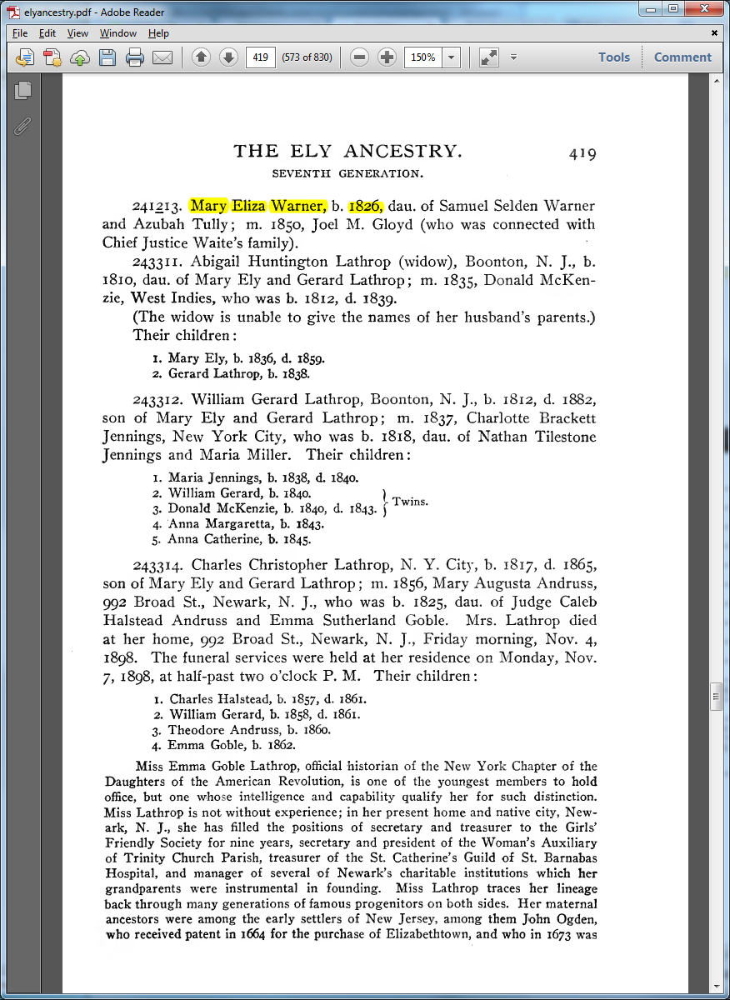 elyancestry.pdf - Adobe Reader
File Edit View Window Help
419 (573 of 830) 150% Tools Comment
THE ELY ANCESTRY. 419
SEVENTH GENERATION.
241213. Mary Eliza Warner, b. 1826, dau. of Samuel Selden Warner
and Azubah Tully; m. 1850, Joel M. Gloyd (who was connected with
Chief Justice Waite's family).
243311. Abigail Huntington Lathrop (widow), Boonton, N. J., b.
1810, dau. of Mary Ely and Gerard Lathrop; m. 1835, Donald McKen-
zie, West Indies, who was b. 1812, d. 1839.
(The widow is unable to give the names of her husband's parents.)
Their children:
1. Mary Ely, b. 1836, d. 1859.
2. Gerard Lathrop, b. 1838.
243312. William Gerard Lathrop, Boonton, N. J., b. 1812, d. 1882,
son of Mary Ely and Gerard Lathrop; m. 1837, Charlotte Brackett
Jennings, New York City, who was b. 1818, dau. of Nathan Tilestone
Jennings and Maria Miller. Their children:
1. Maria Jennings, b. 1838, d. 1840.
2. William Gerard, b. 1840.
3. Donald McKenzie, b. 1840, d. 1843. } Twins.
4. Anna Margaretta, b. 1843.
5. Anna Catherine, b. 1845.
243314. Charles Christopher Lathrop, N. Y. City, b. 1817, d. 1865,
son of Mary Ely and Gerard Lathrop; m. 1856, Mary Augusta Andruss,
992 Broad St., Newark, N. J., who was b. 1825, dau. of Judge Caleb
Halstead Andruss and Emma Sutherland Goble. Mrs. Lathrop died
at her home, 992 Broad St., Newark, N. J., Friday morning, Nov. 4,
1898. The funeral services were held at her residence on Monday, Nov.
7, 1898, at half-past two o'clock P. M. Their children:
1. Charles Halstead, b. 1857, d. 1861.
2. William Gerard, b. 1858, d. 1861.
3. Theodore Andruss, b. 1860.
4. Emma Goble, b. 1862.
Miss Emma Goble Lathrop, official historian of the New York Chapter of the
Daughters of the American Revolution, is one of the youngest members to hold
office, but one whose intelligence and capability qualify her for such distinction.
Miss Lathrop is not without experience; in her present home and native city, New-
ark, N. J., she has filled the positions of secretary and treasurer to the Girls'
Friendly Society for nine years, secretary and president of the Woman's Auxiliary
of Trinity Church Parish, treasurer of the St. Catherine's Guild of St. Barnabas
Hospital, and manager of several of Newark's charitable institutions which her
grandparents were instrumental in founding. Miss Lathrop traces her lineage
back through many generations of famous progenitors on both sides. Her maternal
ancestors were among the early settlers of New Jersey, among them John Ogden,
who received patent in 1664 for the purchase of Elizabethtown, and who in 1673 was